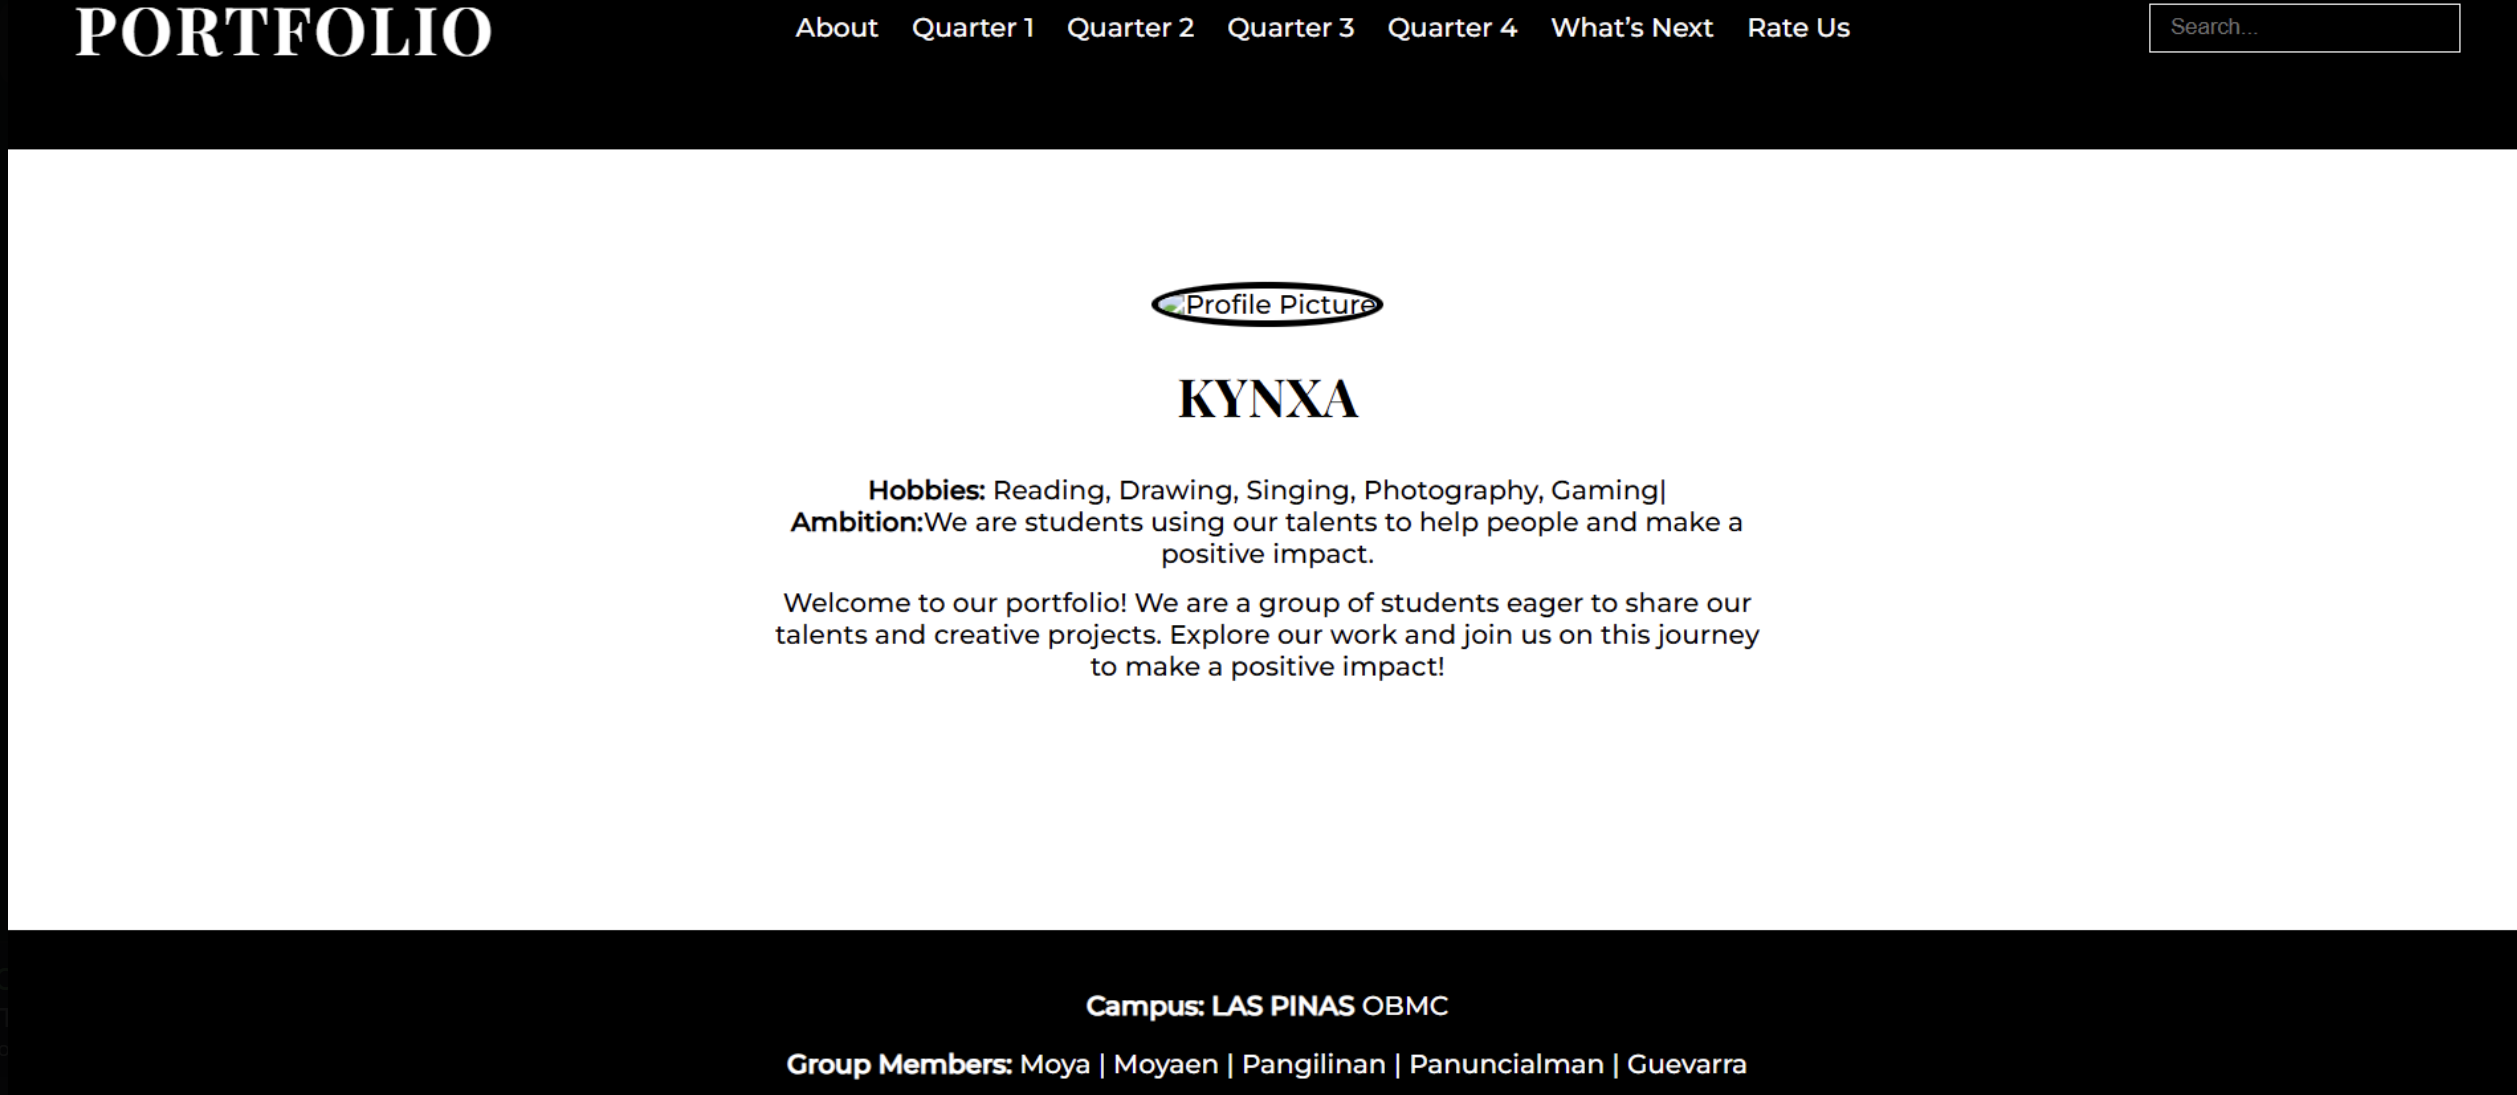 PORTFOLIO
About Quarter 1 Quarter 2 Quarter 3 Quarter 4 What’s Next Rate Us
Search...
Profile Picture
KYNXA
Hobbies: Reading, Drawing, Singing, Photography, Gaming|
Ambition:We are students using our talents to help people and make a
positive impact.
Welcome to our portfolio! We are a group of students eager to share our
talents and creative projects. Explore our work and join us on this journey
to make a positive impact!
Campus: LAS PINAS OBMC
Group Members: Moya | Moyaen | Pangilinan | Panuncialman | Guevarra